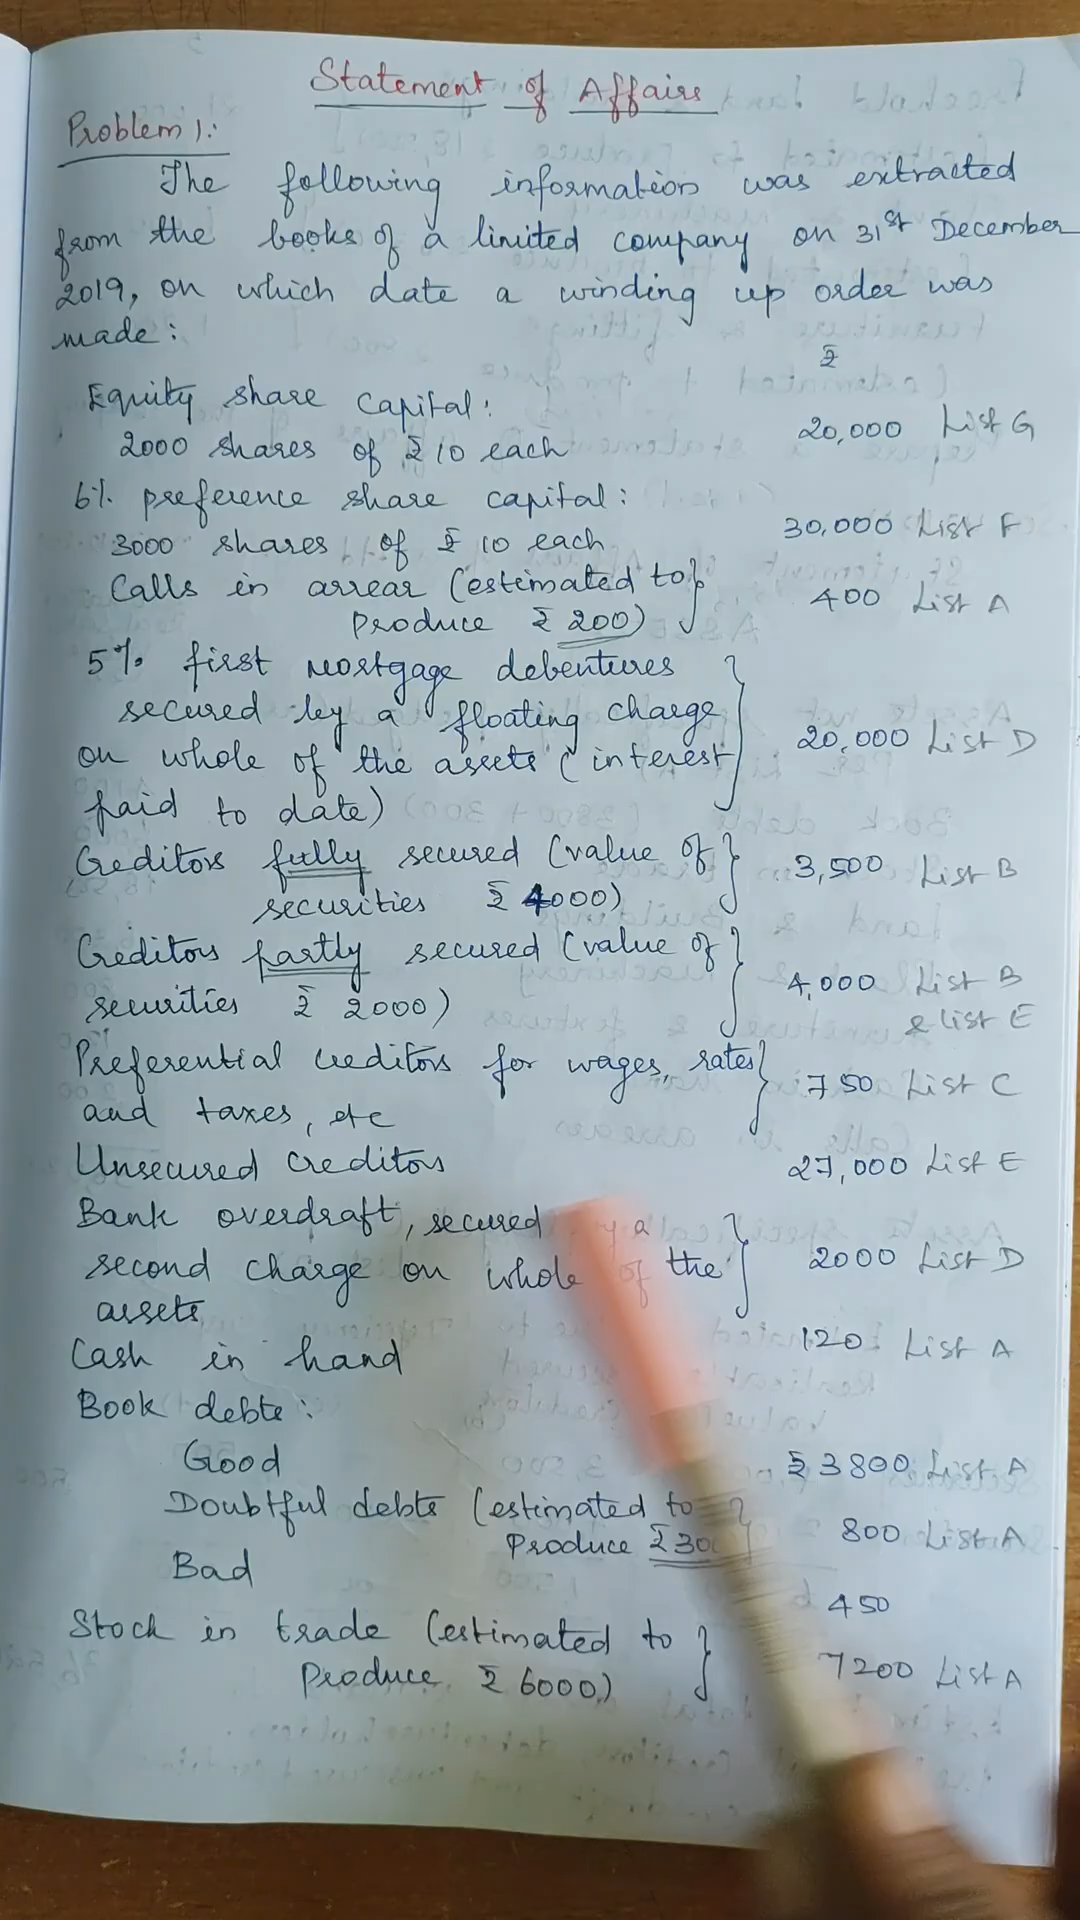 Statement of Affairs
Problem 1:
The following information was extracted
from the books of a limited company on 31st December
2019, on which date a winding up order was
made:
₹
Equity share capital:
2000 shares of ₹ 10 each 20,000 List G
6% preference share capital:
3000 shares of ₹ 10 each 30,000 List F
Calls in arrear (estimated to
Produce ₹ 200) 400 List A
5% first Mortgage debentures
secured by a floating charge
on whole of the assets (interest 20,000 List D
paid to date)
Creditors fully secured (value of 3,500 List B
securities ₹ 4000)
Creditors partly secured (value of
securities ₹ 2000) 4,000 List B
& List E
Preferential creditors for wages, rates
and taxes, etc 750 List C
Unsecured creditors 27,000 List E
Bank overdraft, secured a
second charge on whole of the 2000 List D
assets
Cash in hand 120 List A
Book debts:
Good ₹ 3800 List A
Doubtful debts (estimated to
Produce ₹ 800 List A
Bad 450
Stock in trade (estimated to
Produce ₹ 6000) 7200 List A